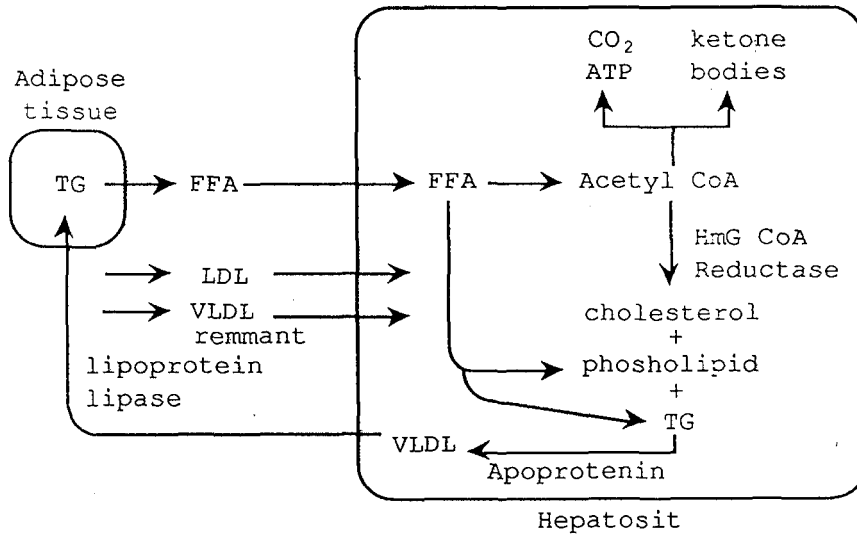 CO₂ ketone
ATP bodies
Adipose
tissue
TG
FFA
FFA
Acetyl CoA
HmG CoA
Reductase
LDL
VLDL
remmant
cholesterol
+
phosholipid
+
TG
lipoprotein
lipase
VLDL
Apoprotenin
Hepatosit